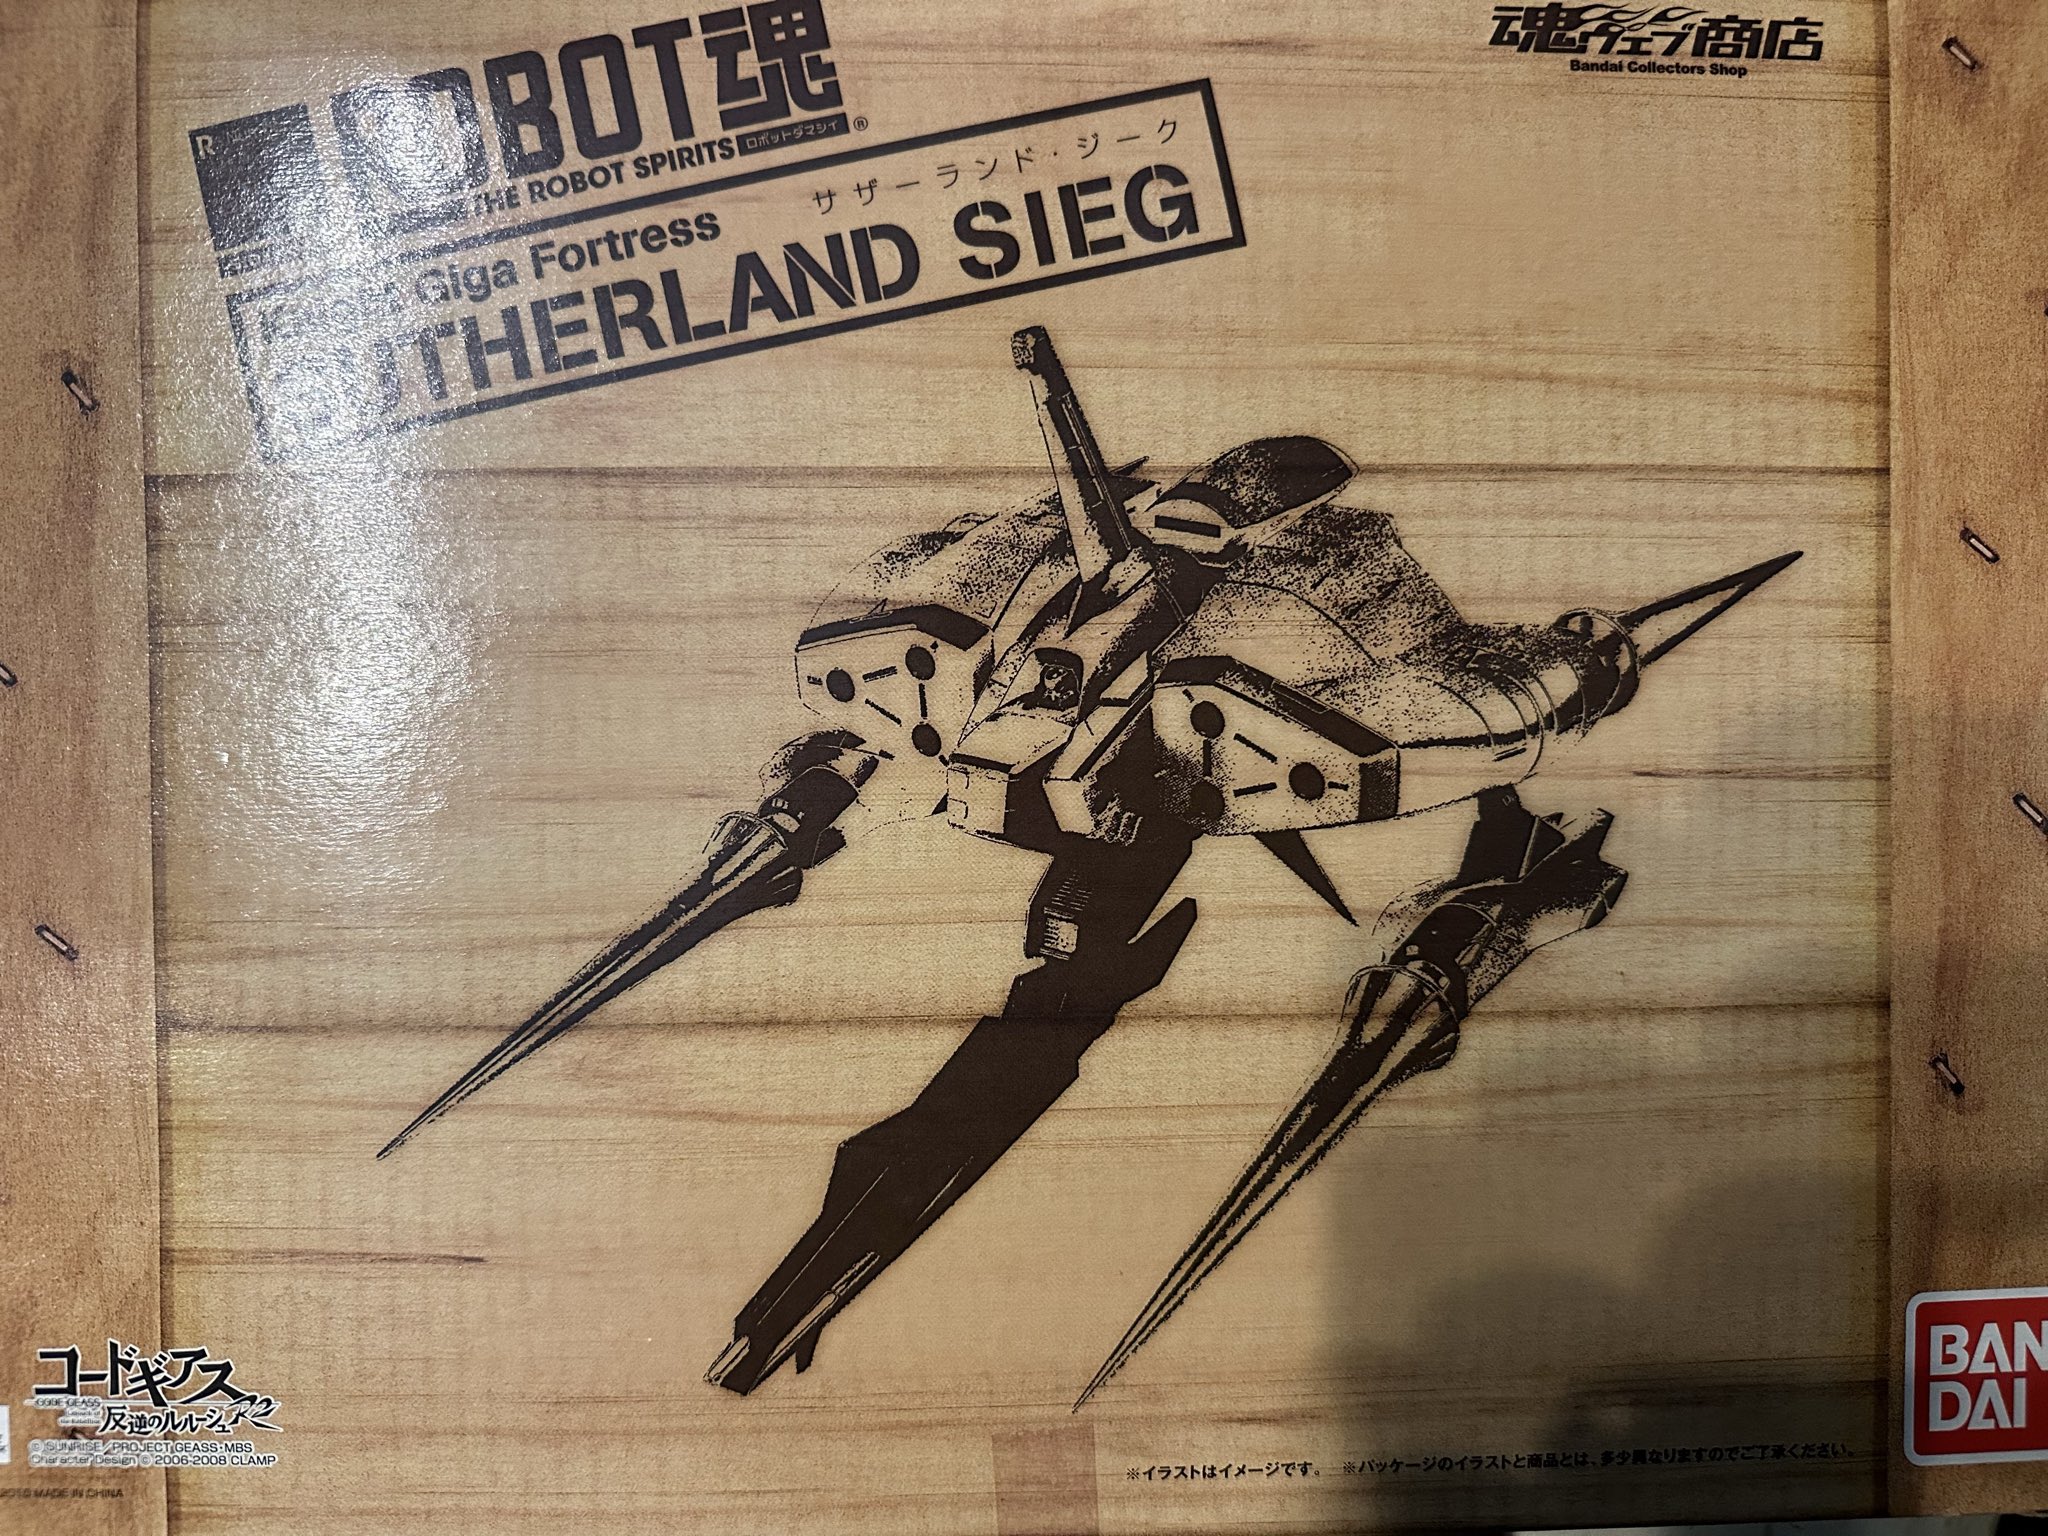 ROBOT魂
THE ROBOT SPIRITS ロボットダマシイ ®
Giga Fortress サザーランド・ジーク
SUTHERLAND SIEG
魂ウェブ商店
Bandai Collectors Shop
コードギアス
CODE GEASS
反逆のルルーシュ R2
© SUNRISE/PROJECT GEASS・MBS
Character Design © 2006-2008 CLAMP
MADE IN CHINA
※イラストはイメージです。 ※パッケージのイラストと商品とは、多少異なりますのでご了承ください。
BAN
DAI